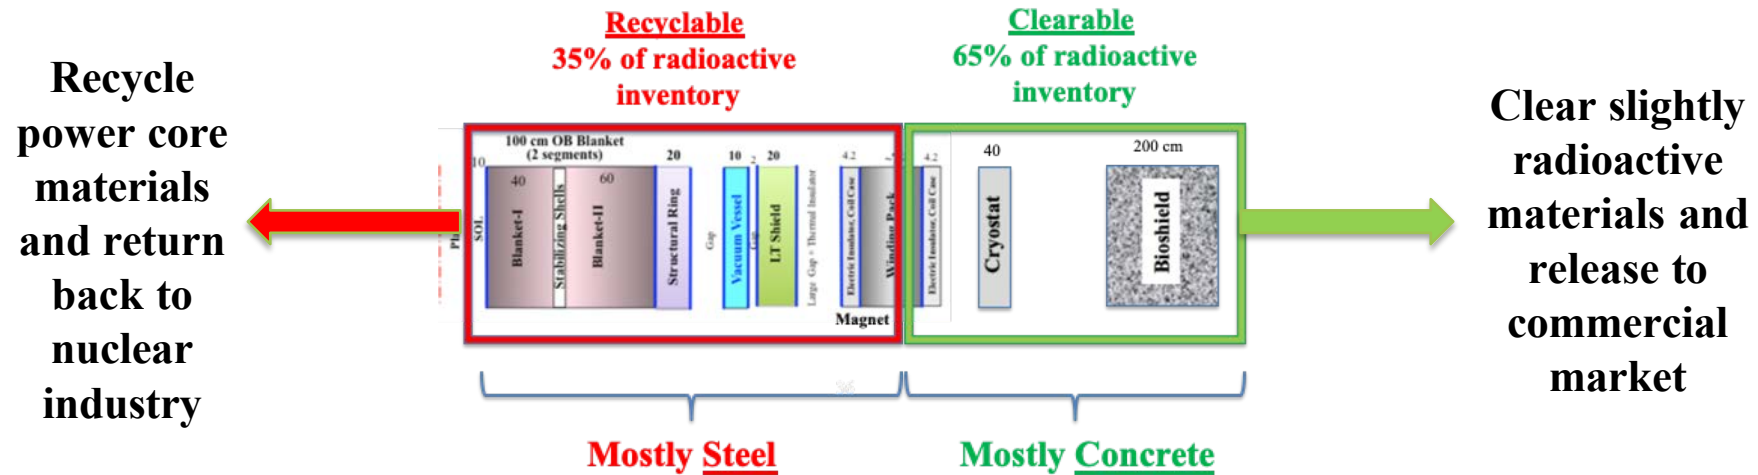 Recycle
power core
materials
and return
back to
nuclear
industry
Recyclable
35% of radioactive
inventory
Clearable
65% of radioactive
inventory
Clear slightly
radioactive
materials and
release to
commercial
market
100 cm OB Blanket
(2 segments)
10
40
60
20
10
2
20
4.2
4.2
40
200 cm
SOL
Blanket-I
Stabilizing Shells
Blanket-II
Structural Ring
Gap
Vacuum Vessel
Gap
LT Shield
Large Gap + Thermal Insulator
Electric Insulator, Coil Case
Winding Pack
Electric Insulator, Coil Case
Magnet
Cryostat
Bioshield
Mostly Steel
Mostly Concrete